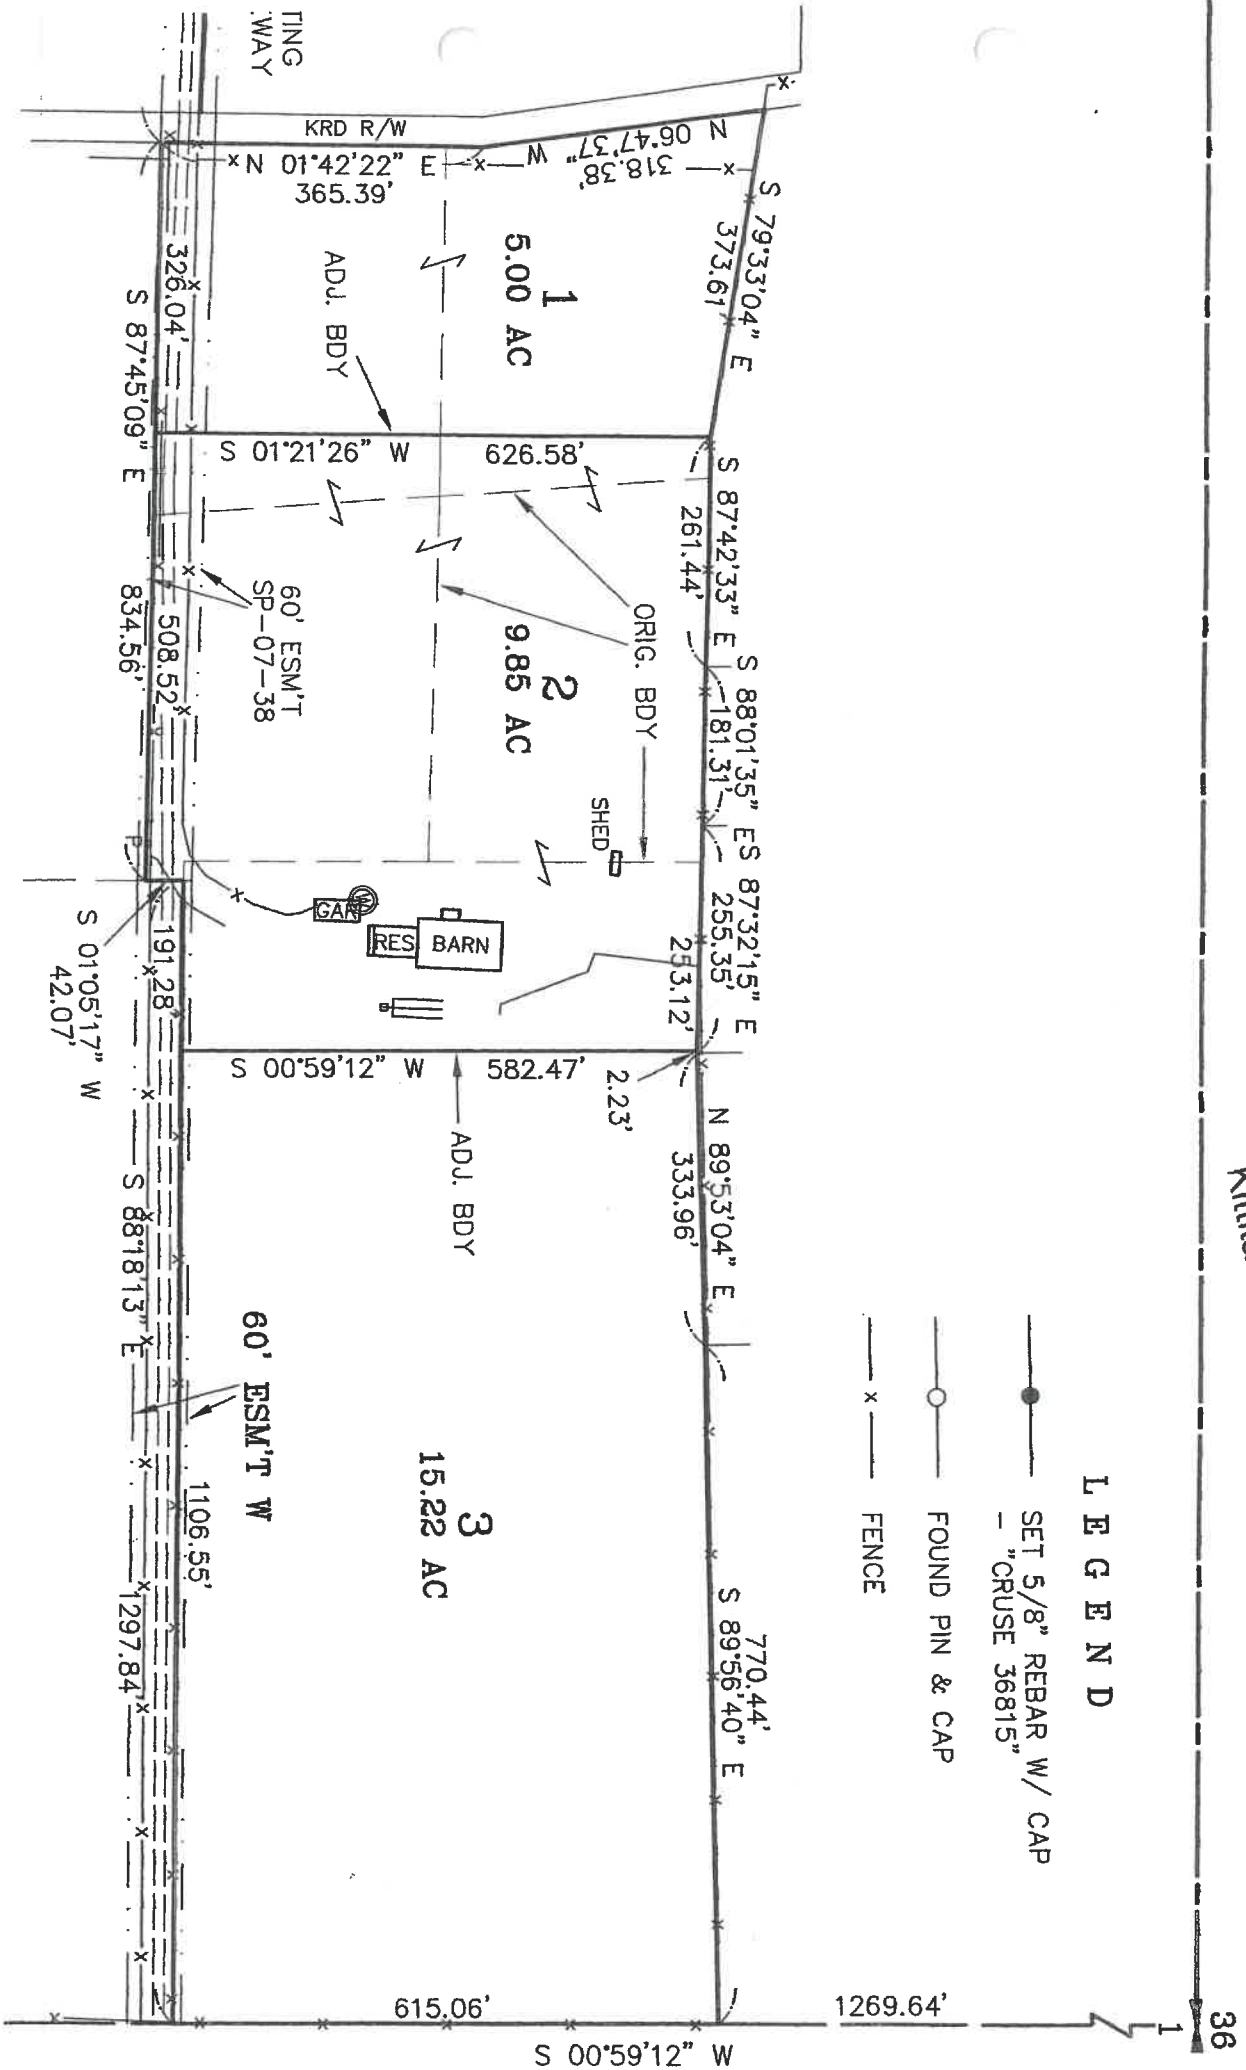 36
1
1269.64'
S 00°59'12" W
615.06'
L E G E N D
SET 5/8" REBAR W/ CAP
- "CRUSE 36815"
FOUND PIN & CAP
x
FENCE
TING
WAY
KRD R/W
N 01°42'22" E
365.39'
N 06°47'37" W
318.38'
S 79°33'04" E
373.61'
1
5.00 AC
ADJ. BDY
326.04'
S 87°45'09" E
834.56'
S 01°21'26" W 626.58'
S 87°42'33" E
261.44'
S 88°01'35" E
181.31'
S 87°32'15" E
255.35'
253.12'
2.23'
ORIG. BDY
2
9.85 AC
60' ESM'T
SP-07-38
508.52'
SHED
GAR
W
RES
BARN
P
191.28'
S 01°05'17" W
42.07'
S 00°59'12" W 582.47'
ADJ. BDY
N 89°53'04" E
333.96'
770.44'
S 89°56'40" E
3
15.22 AC
60' ESM'T W
1106.55'
S 88°18'13" E
1297.84'